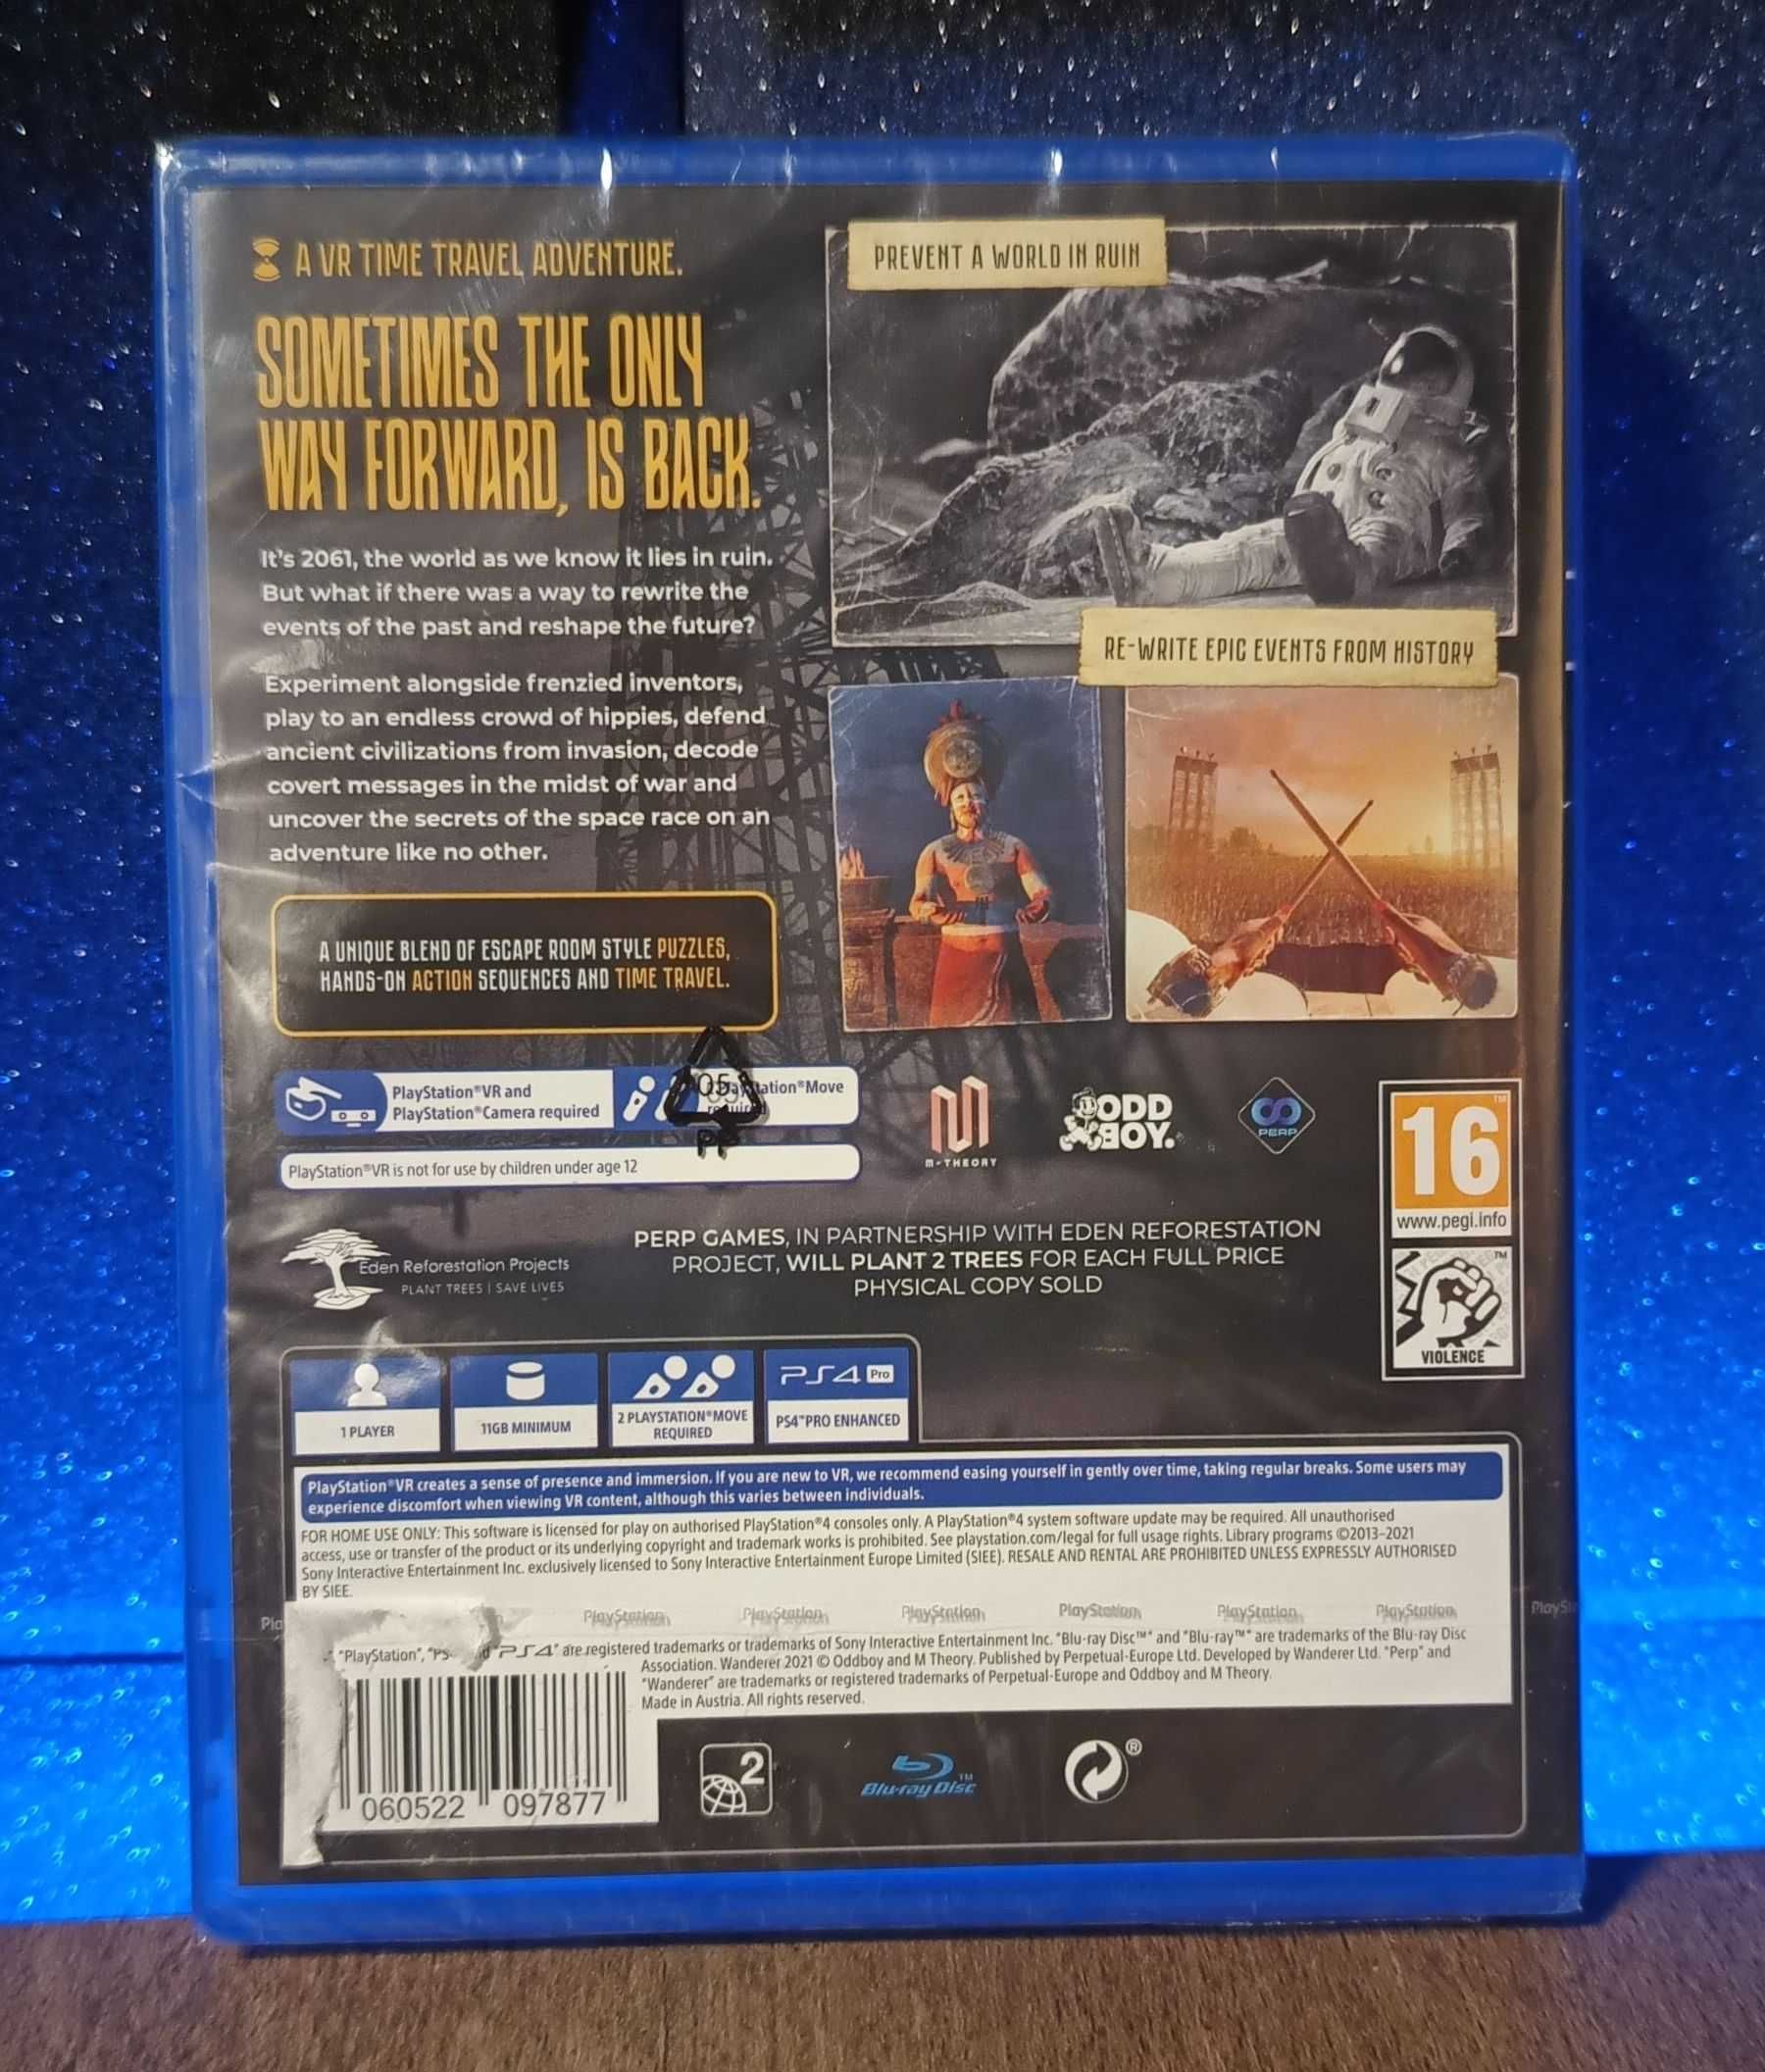 A VR TIME TRAVEL ADVENTURE.
SOMETIMES THE ONLY
WAY FORWARD, IS BACK.
It's 2061, the world as we know it lies in ruin.
But what if there was a way to rewrite the
events of the past and reshape the future?
Experiment alongside frenzied inventors,
play to an endless crowd of hippies, defend
ancient civilizations from invasion, decode
covert messages in the midst of war and
uncover the secrets of the space race on an
adventure like no other.
A UNIQUE BLEND OF ESCAPE ROOM STYLE PUZZLES,
HANDS-ON ACTION SEQUENCES AND TIME TRAVEL.
PREVENT A WORLD IN RUIN
RE-WRITE EPIC EVENTS FROM HISTORY
PlayStation®VR and
PlayStation®Camera required
PlayStation®Move
required
05
PP
PlayStation®VR is not for use by children under age 12
M-THEORY
ODD
BOY.
PERP
16
www.pegi.info
VIOLENCE
Eden Reforestation Projects
PLANT TREES | SAVE LIVES
PERP GAMES, IN PARTNERSHIP WITH EDEN REFORESTATION
PROJECT, WILL PLANT 2 TREES FOR EACH FULL PRICE
PHYSICAL COPY SOLD
1 PLAYER
11GB MINIMUM
2 PLAYSTATION®MOVE
REQUIRED
PS4 Pro
PS4™PRO ENHANCED
PlayStation®VR creates a sense of presence and immersion. If you are new to VR, we recommend easing yourself in gently over time, taking regular breaks. Some users may
experience discomfort when viewing VR content, although this varies between individuals.
FOR HOME USE ONLY: This software is licensed for play on authorised PlayStation®4 consoles only. A PlayStation®4 system software update may be required. All unauthorised
access, use or transfer of the product or its underlying copyright and trademark works is prohibited. See playstation.com/legal for full usage rights. Library programs ©2013-2021
Sony Interactive Entertainment Inc. exclusively licensed to Sony Interactive Entertainment Europe Limited (SIEE). RESALE AND RENTAL ARE PROHIBITED UNLESS EXPRESSLY AUTHORISED
BY SIEE.
PlayStation PlayStation PlayStation PlayStation PlayStation PlayStation
"PlayStation", "PS4" are registered trademarks or trademarks of Sony Interactive Entertainment Inc. "Blu-ray Disc™" and "Blu-ray™" are trademarks of the Blu-ray Disc
Association. Wanderer 2021 © Oddboy and M Theory. Published by Perpetual-Europe Ltd. Developed by Wanderer Ltd. "Perp" and
"Wanderer" are trademarks or registered trademarks of Perpetual-Europe and Oddboy and M Theory.
Made in Austria. All rights reserved.
060522 097877
2
Blu-ray Disc™
®